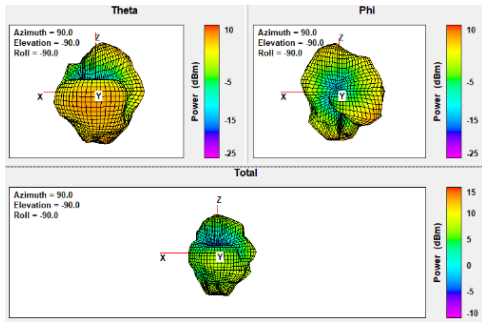 Theta
Azimuth = 90.0
Elevation = -90.0
Roll = -90.0
Z
X
Y
10
-5
-15
-25
Power (dBm)
Phi
Azimuth = 90.0
Elevation = -90.0
Roll = -90.0
Z
X
Y
10
-5
-15
-25
Power (dBm)
Total
Azimuth = 90.0
Elevation = -90.0
Roll = -90.0
Z
X
Y
15
10
5
0
-5
-10
Power (dBm)